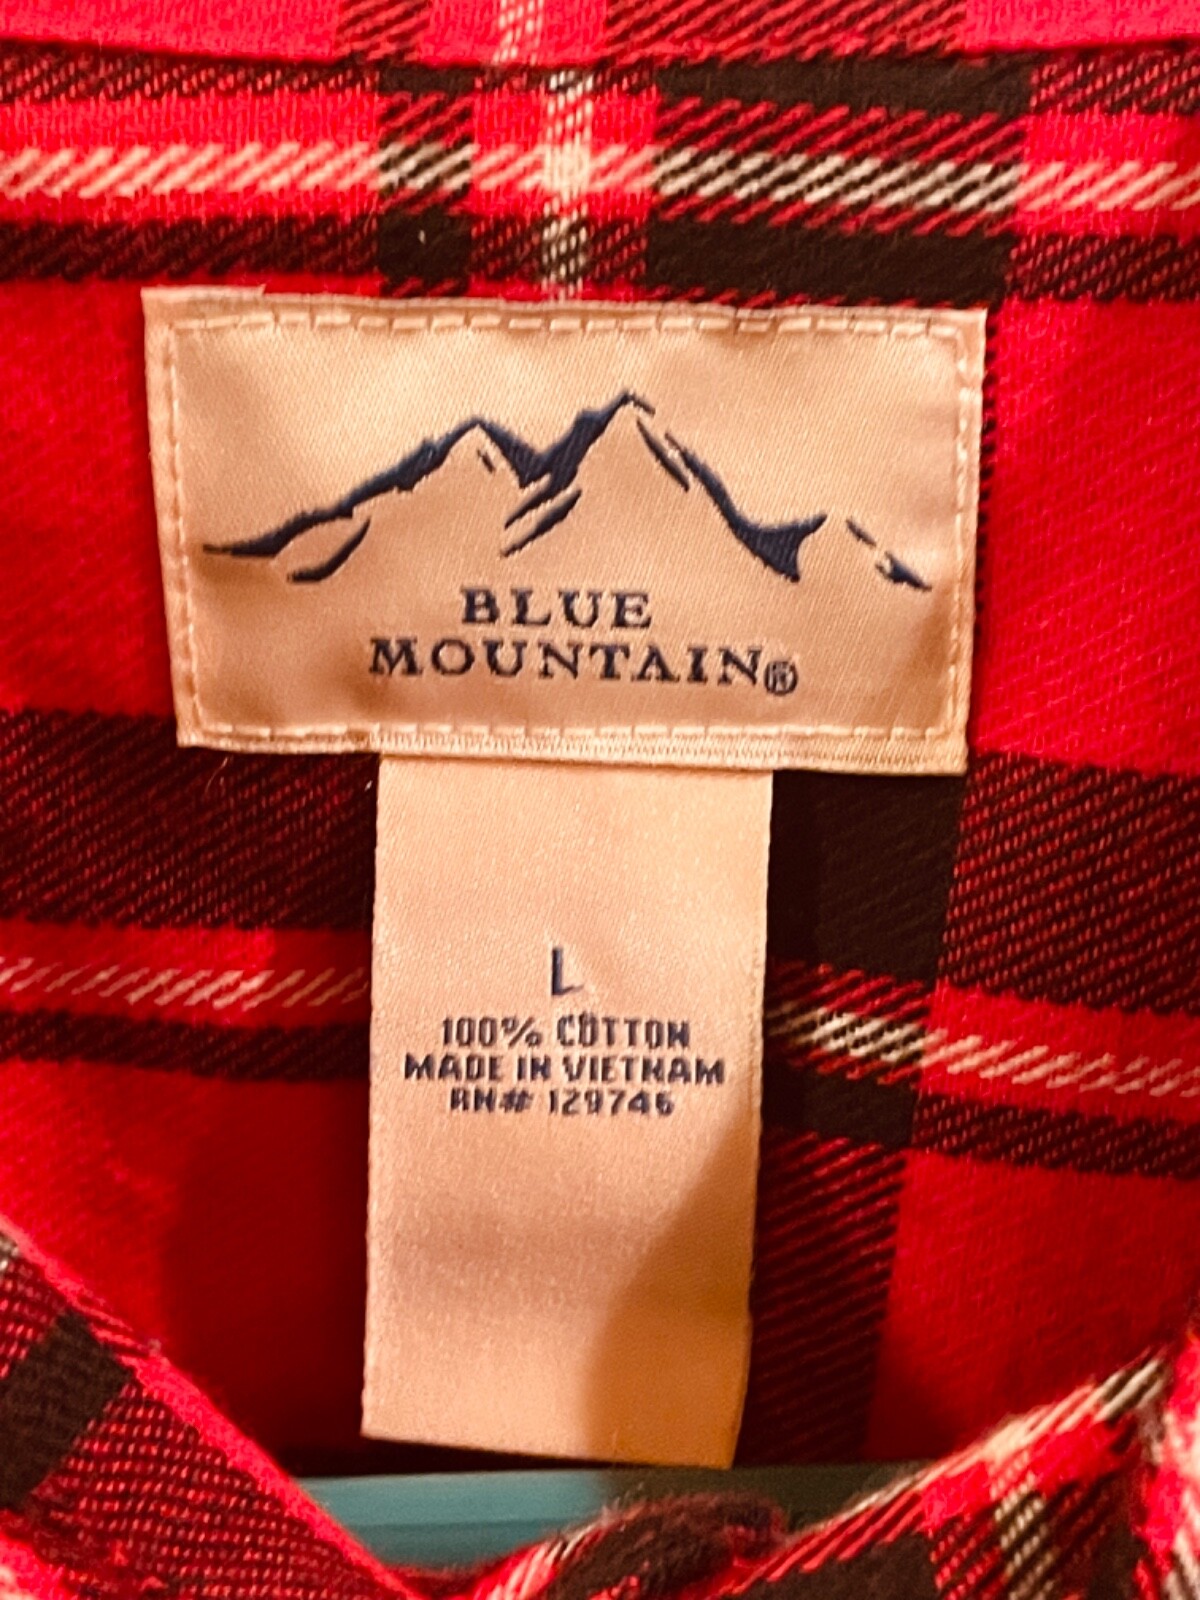 BLUE
MOUNTAIN®
L
100% COTTON
MADE IN VIETNAM
RN# 129746